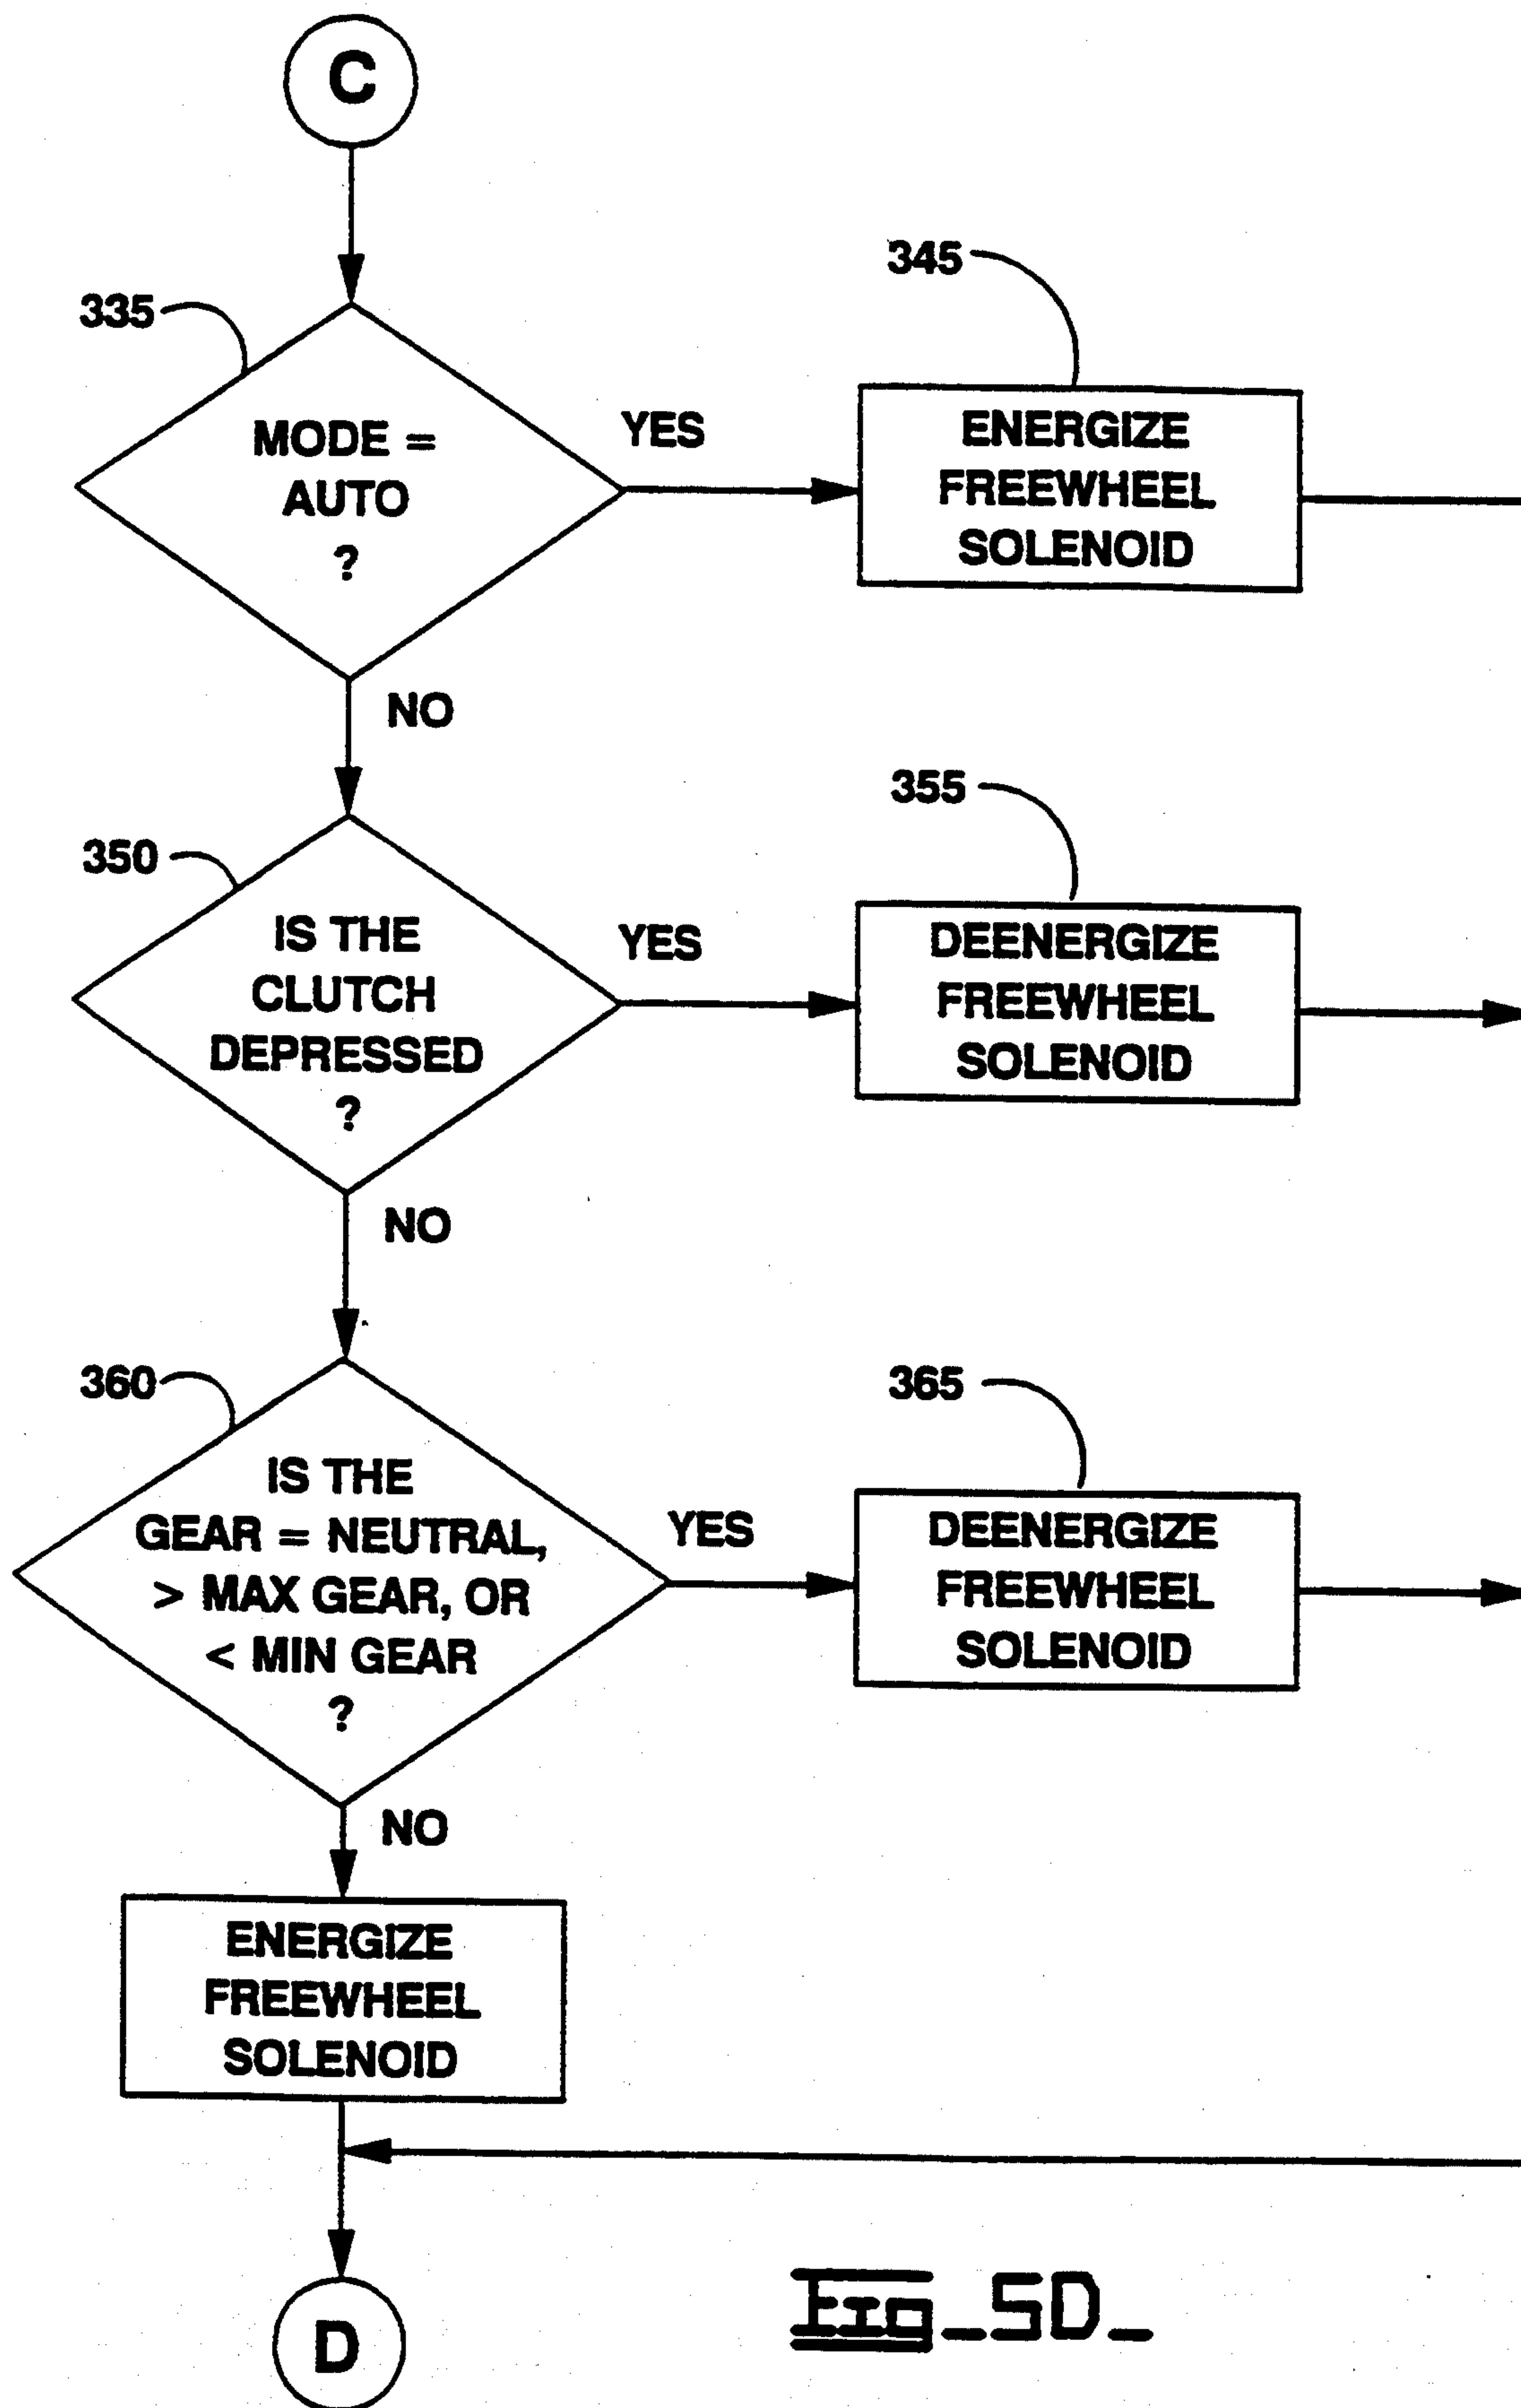 C
335
MODE =
AUTO
?
YES
345
ENERGIZE
FREEWHEEL
SOLENOID
NO
350
IS THE
CLUTCH
DEPRESSED
?
YES
355
DEENERGIZE
FREEWHEEL
SOLENOID
NO
360
IS THE
GEAR = NEUTRAL,
> MAX GEAR, OR
< MIN GEAR
?
YES
365
DEENERGIZE
FREEWHEEL
SOLENOID
NO
ENERGIZE
FREEWHEEL
SOLENOID
D
Fig_5D_